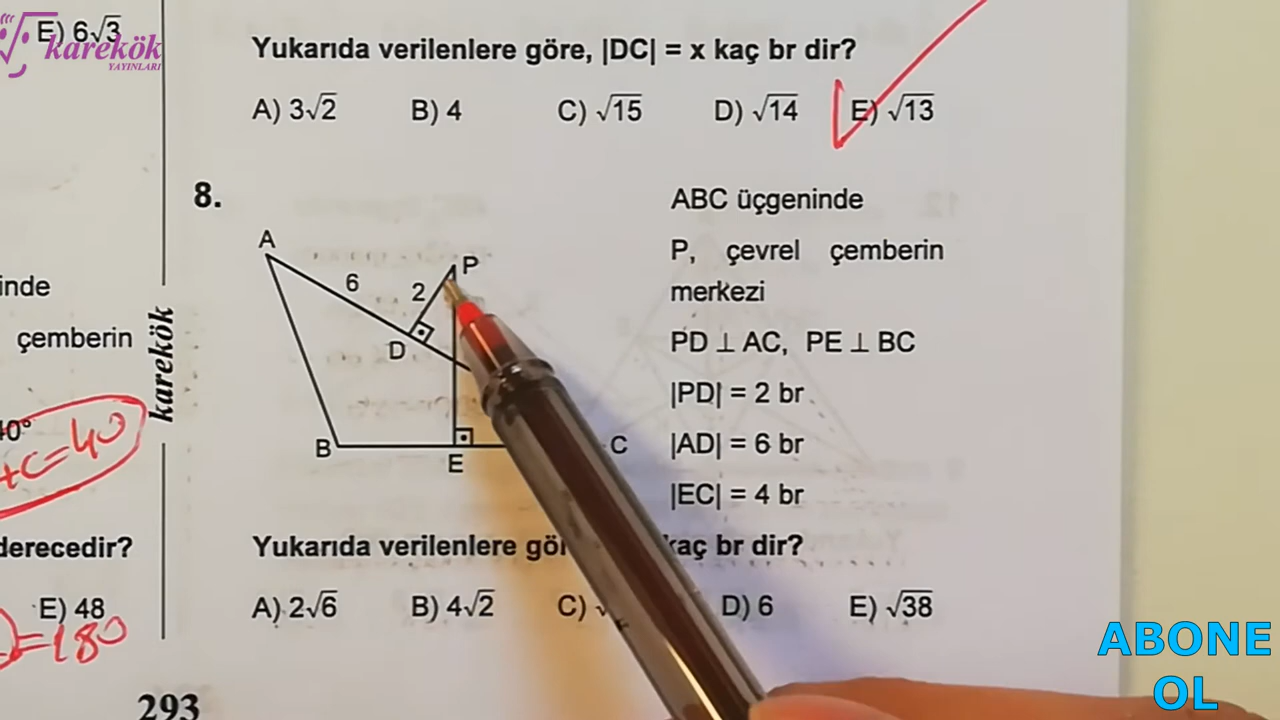 E) 6√3
karekök
YAYINLARI
inde
çemberin
40°
+c=40
derecedir?
E) 48
=180
293
karekök
Yukarıda verilenlere göre, |DC| = x kaç br dir?
A) 3√2 B) 4 C) √15 D) √14 E) √13
8.
A
6
2
P
D
B
E
C
ABC üçgeninde
P, çevrel çemberin
merkezi
PD ⊥ AC, PE ⊥ BC
|PD| = 2 br
|AD| = 6 br
|EC| = 4 br
Yukarıda verilenlere kaç br dir?
A) 2√6 B) 4√2 C) D) 6 E) √38
ABONE
OL